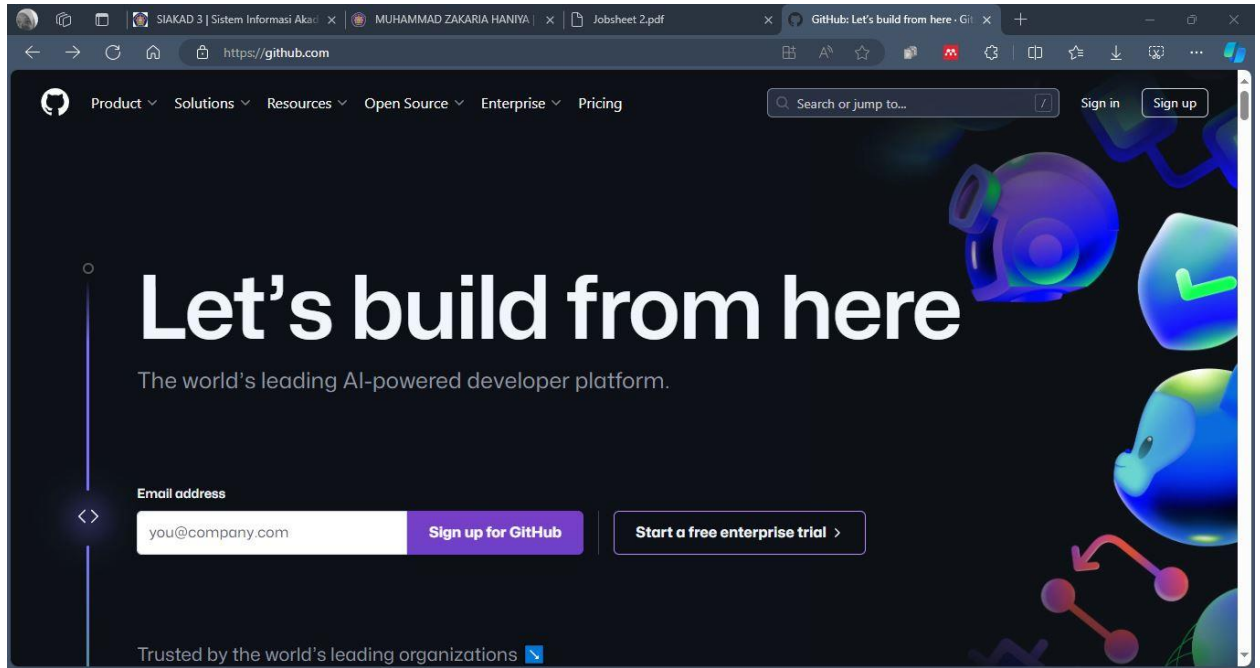 SIAKAD 3 | Sistem Informasi Akad
MUHAMMAD ZAKARIA HANIYA |
Jobsheet 2.pdf
GitHub: Let's build from here · Git
https://github.com
Product Solutions Resources Open Source Enterprise Pricing
Search or jump to... /
Sign in
Sign up
Let's build from here
The world's leading AI-powered developer platform.
Email address
you@company.com
Sign up for GitHub
Start a free enterprise trial
Trusted by the world's leading organizations